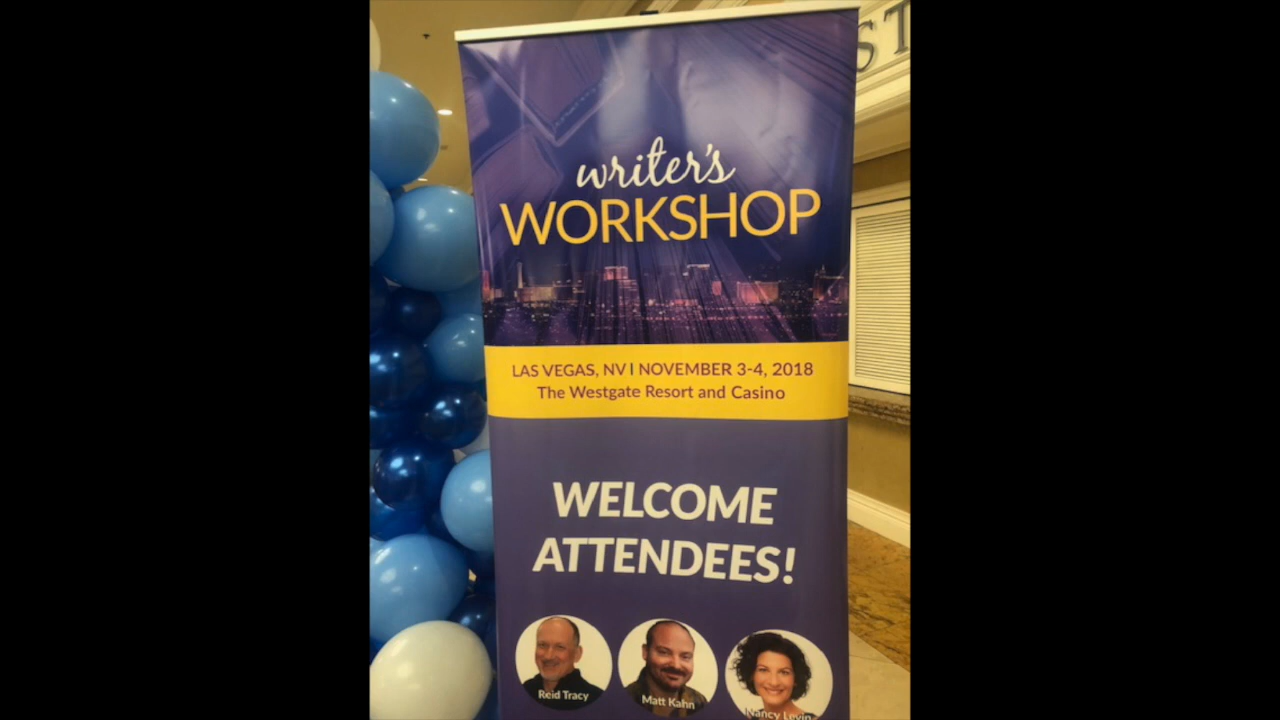 ST
writer's
WORKSHOP
LAS VEGAS, NV I NOVEMBER 3-4, 2018
The Westgate Resort and Casino
WELCOME
ATTENDEES!
Reid Tracy
Matt Kahn
Nancy Levin